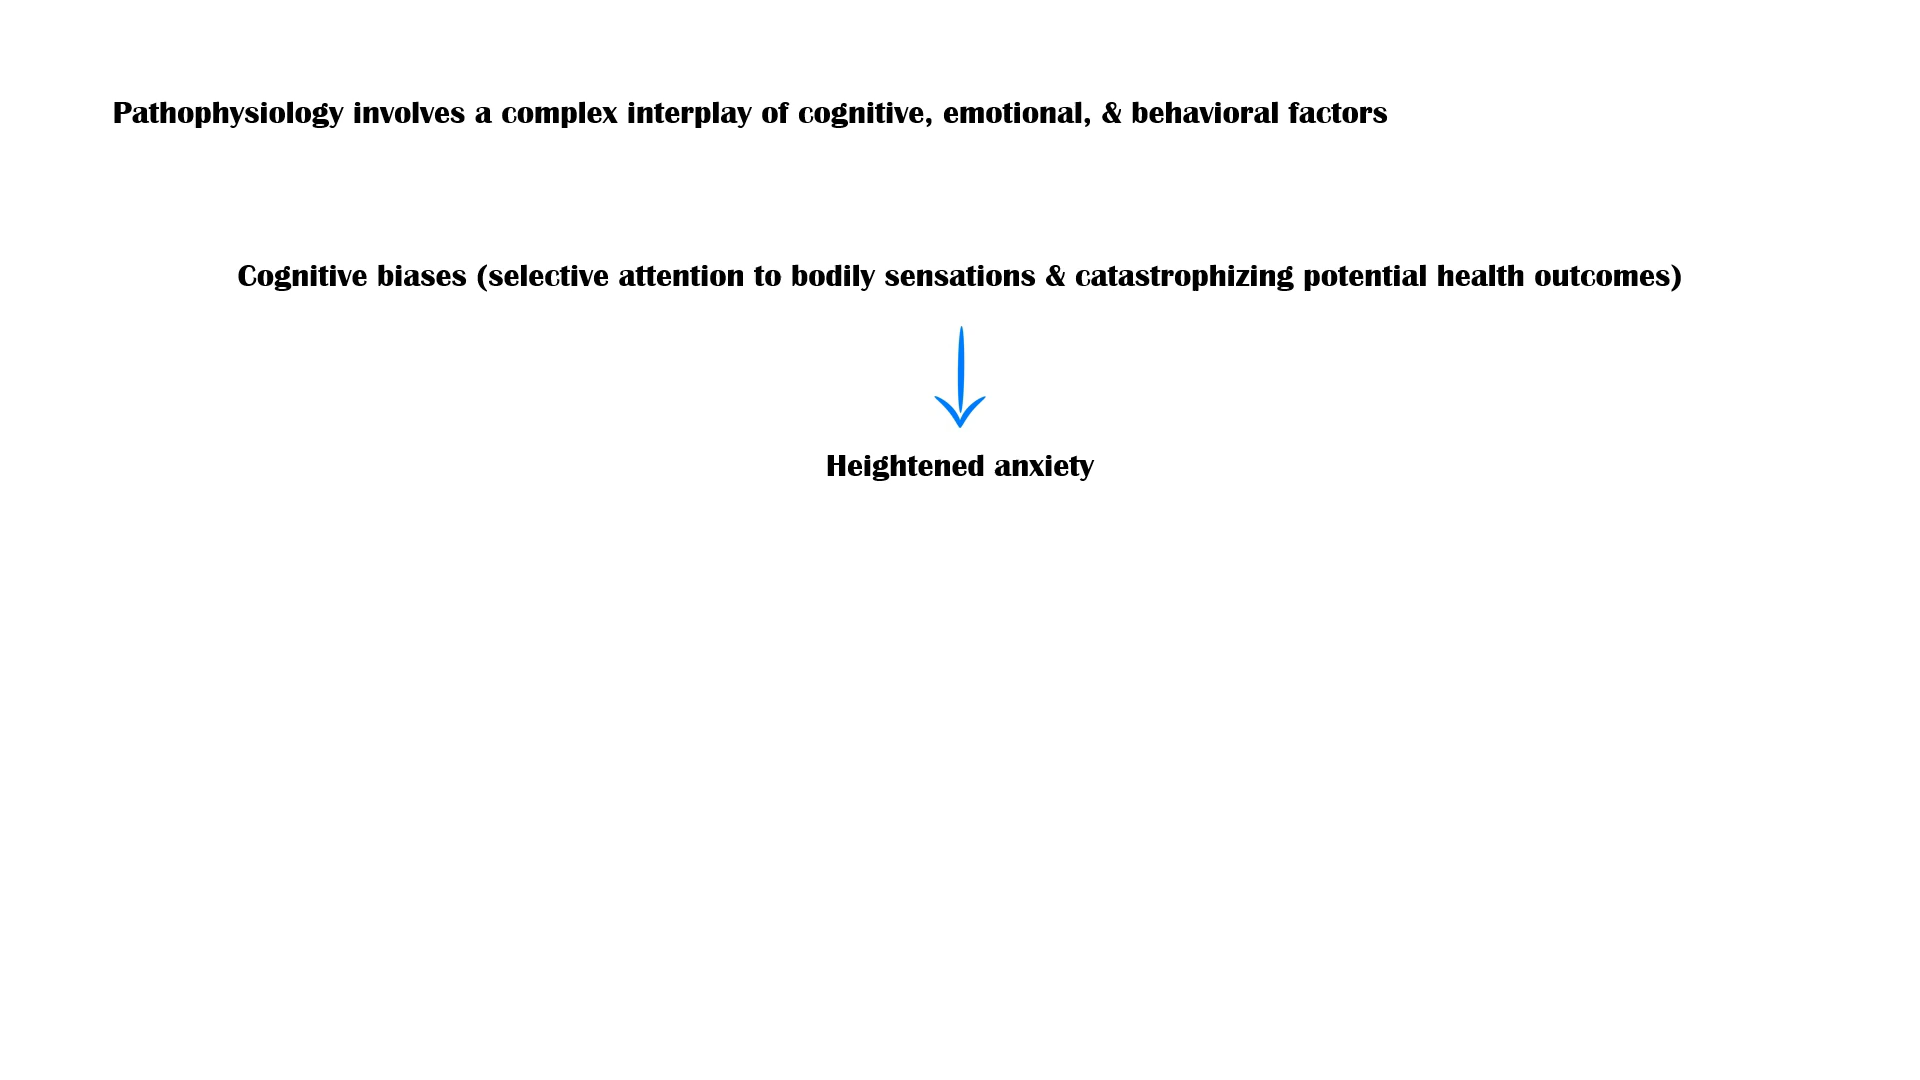 Pathophysiology involves a complex interplay of cognitive, emotional, & behavioral factors
Cognitive biases (selective attention to bodily sensations & catastrophizing potential health outcomes)
Heightened anxiety